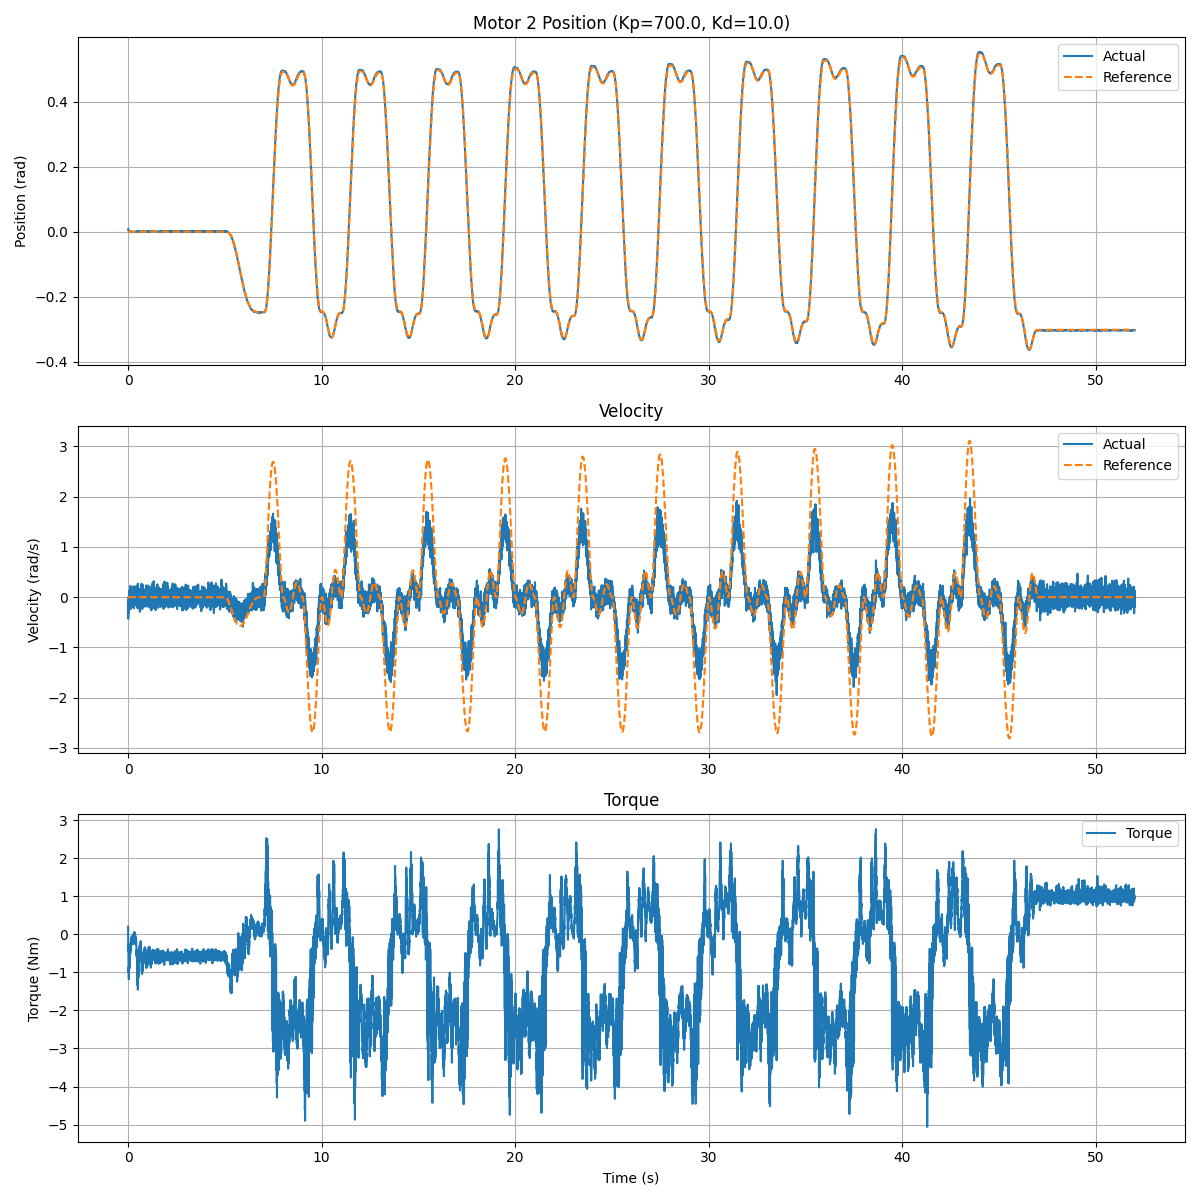 Motor 2 Position (Kp=700.0, Kd=10.0)
Actual
Reference
Position (rad)
0.4
0.2
0.0
−0.2
−0.4
0 10 20 30 40 50
Velocity
Actual
Reference
Velocity (rad/s)
3
2
1
0
−1
−2
−3
0 10 20 30 40 50
Torque
Torque
Torque (Nm)
3
2
1
0
−1
−2
−3
−4
−5
0 10 20 30 40 50
Time (s)